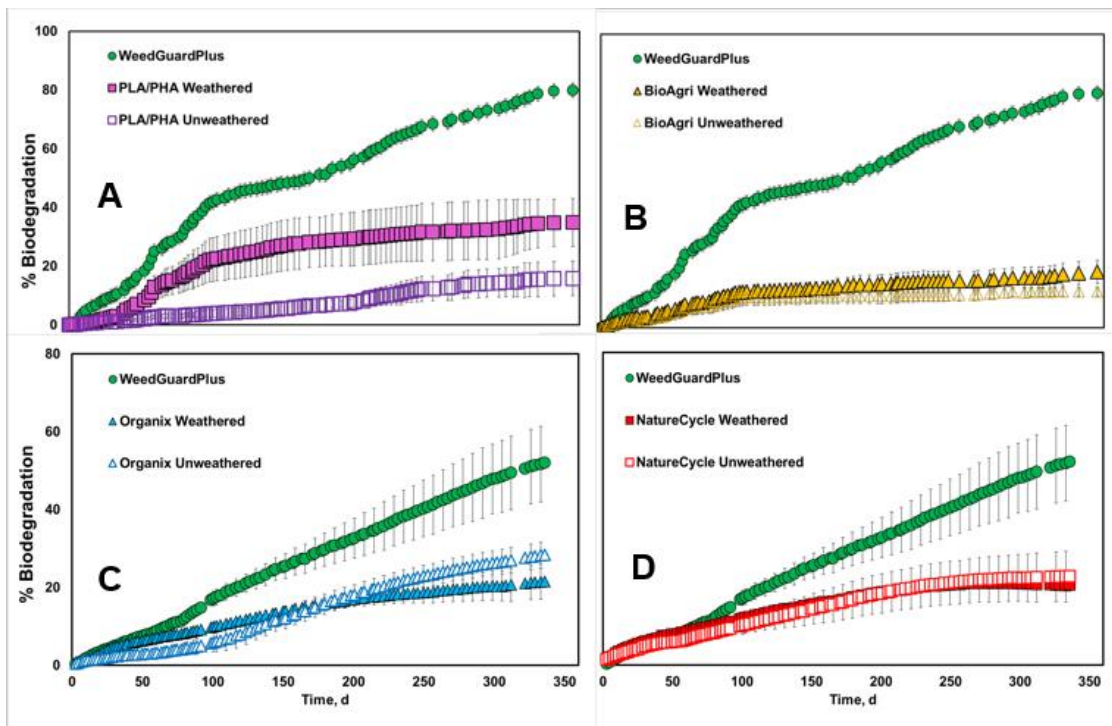 A
100
80
60
40
20
0
% Biodegradation
WeedGuardPlus
PLA/PHA Weathered
PLA/PHA Unweathered
B
WeedGuardPlus
BioAgri Weathered
BioAgri Unweathered
C
80
60
40
20
0
% Biodegradation
WeedGuardPlus
Organix Weathered
Organix Unweathered
0 50 100 150 200 250 300 350
Time, d
D
WeedGuardPlus
NatureCycle Weathered
NatureCycle Unweathered
0 50 100 150 200 250 300 350
Time, d